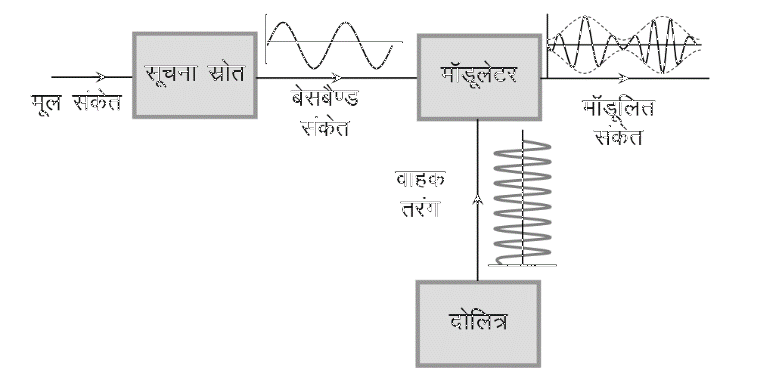 मूल संकेत
सूचना स्रोत
बेसबैण्ड
संकेत
मॉडूलेटर
मॉडूलित
संकेत
वाहक
तरंग
दोलित्र